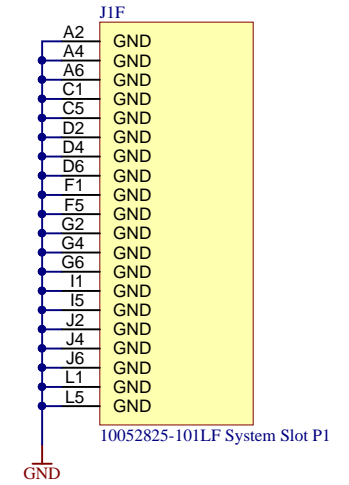 J1F
A2 GND
A4 GND
A6 GND
C1 GND
C5 GND
D2 GND
D4 GND
D6 GND
F1 GND
F5 GND
G2 GND
G4 GND
G6 GND
I1 GND
I5 GND
J2 GND
J4 GND
J6 GND
L1 GND
L5 GND
10052825-101LF System Slot P1
GND